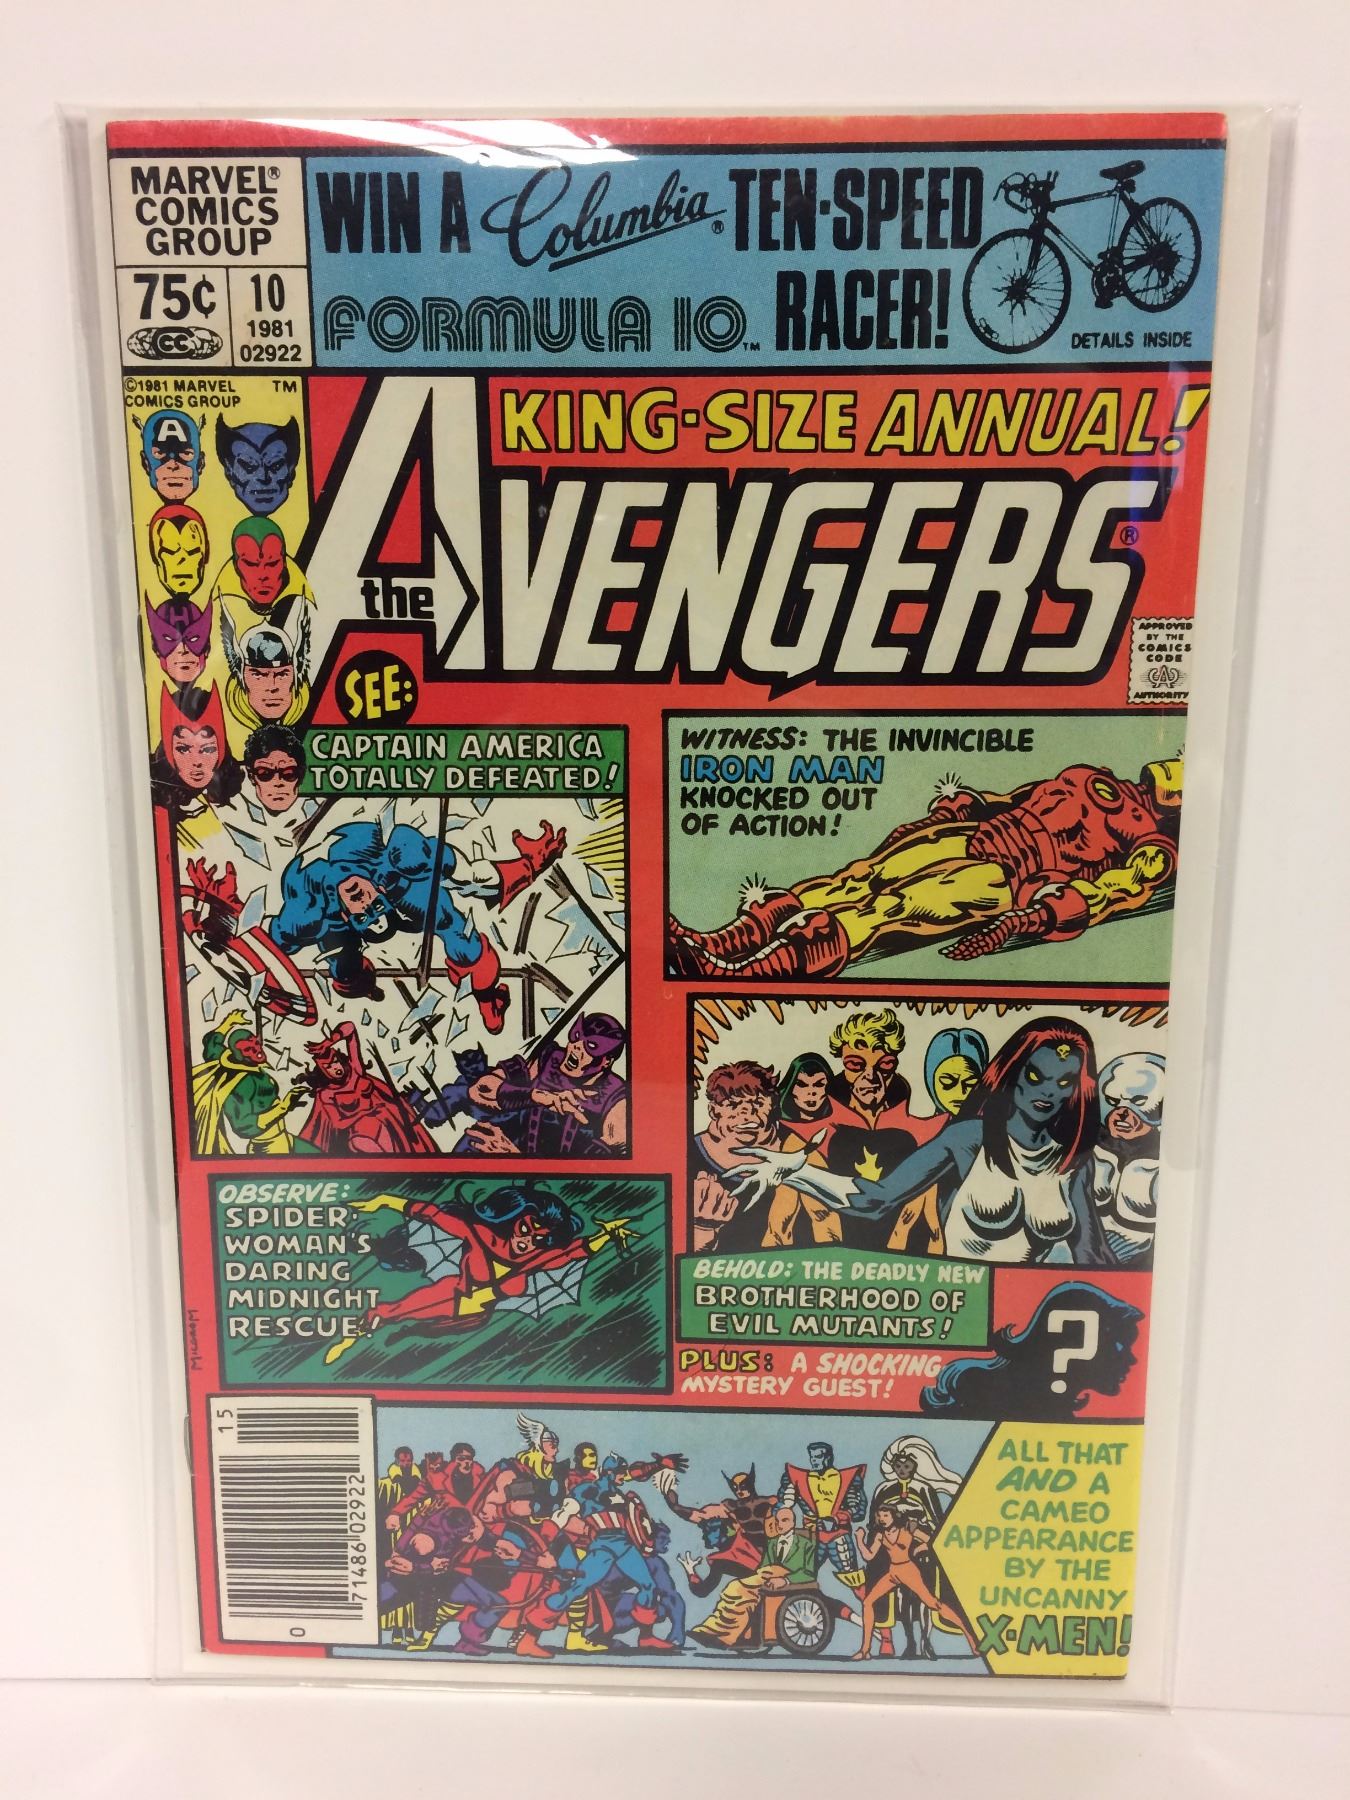 MARVEL®
COMICS
GROUP
75¢
10
1981
02922
CC
WIN A Columbia® TEN-SPEED
FORMULA 10™ RACER!
DETAILS INSIDE
©1981 MARVEL
COMICS GROUP
TM
A
H
KING-SIZE ANNUAL!
the AVENGERS®
APPROVED
BY THE
COMICS
CODE
CA
AUTHORITY
SEE:
CAPTAIN AMERICA
TOTALLY DEFEATED!
WITNESS: THE INVINCIBLE
IRON MAN
KNOCKED OUT
OF ACTION!
OBSERVE:
SPIDER-
WOMAN'S
DARING
MIDNIGHT
RESCUE!
MILGROM
BEHOLD: THE DEADLY NEW
BROTHERHOOD OF
EVIL MUTANTS!
PLUS: A SHOCKING
MYSTERY GUEST!
?
15
71486 02922
0
ALL THAT
AND A
CAMEO
APPEARANCE
BY THE
UNCANNY
X-MEN!